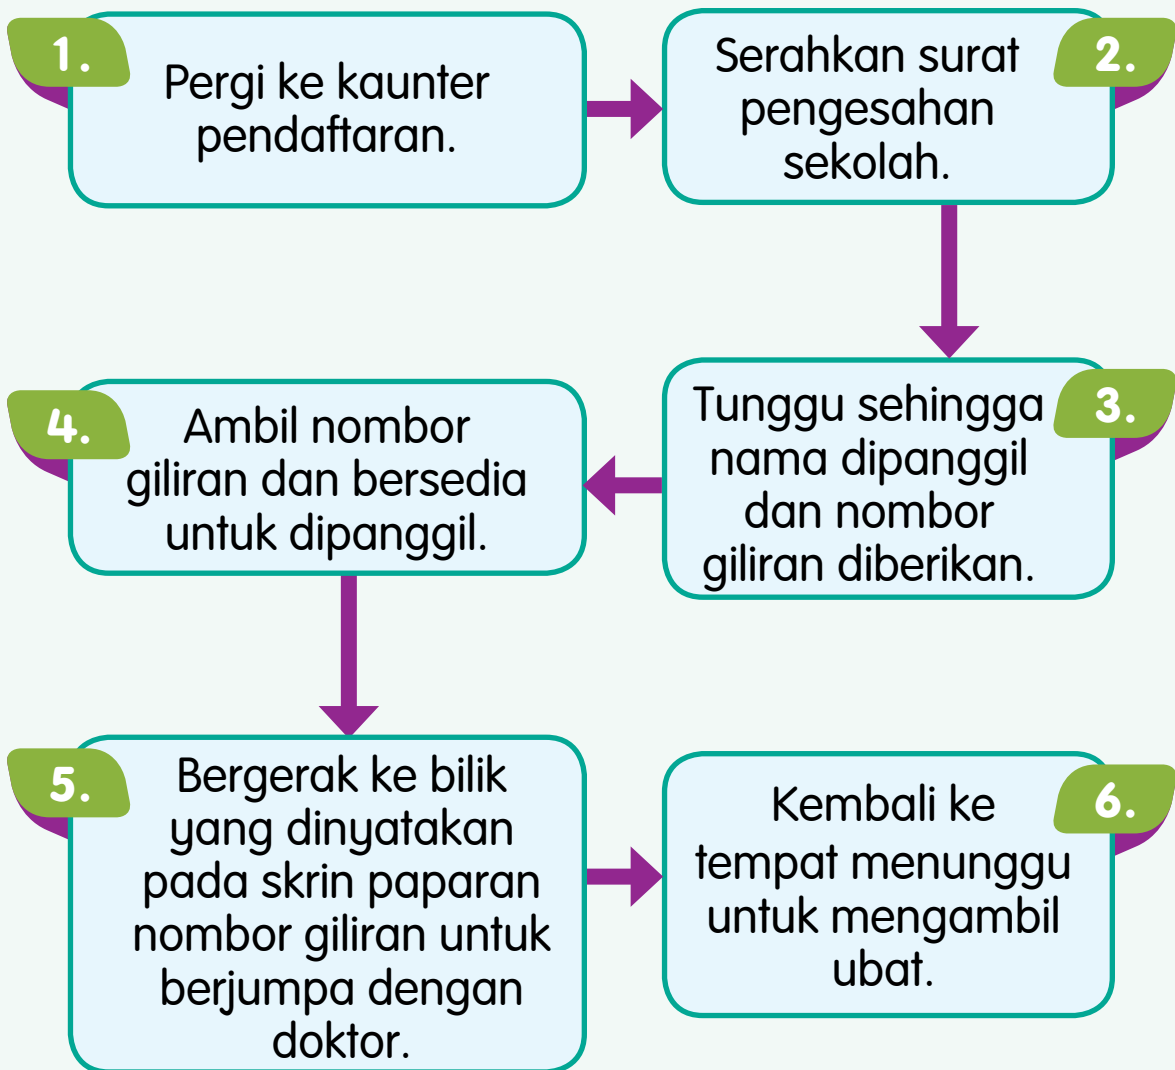 1.
Pergi ke kaunter
pendaftaran.
2.
Serahkan surat
pengesahan
sekolah.
3.
Tunggu sehingga
nama dipanggil
dan nombor
giliran diberikan.
4.
Ambil nombor
giliran dan bersedia
untuk dipanggil.
5.
Bergerak ke bilik
yang dinyatakan
pada skrin paparan
nombor giliran untuk
berjumpa dengan
doktor.
6.
Kembali ke
tempat menunggu
untuk mengambil
ubat.